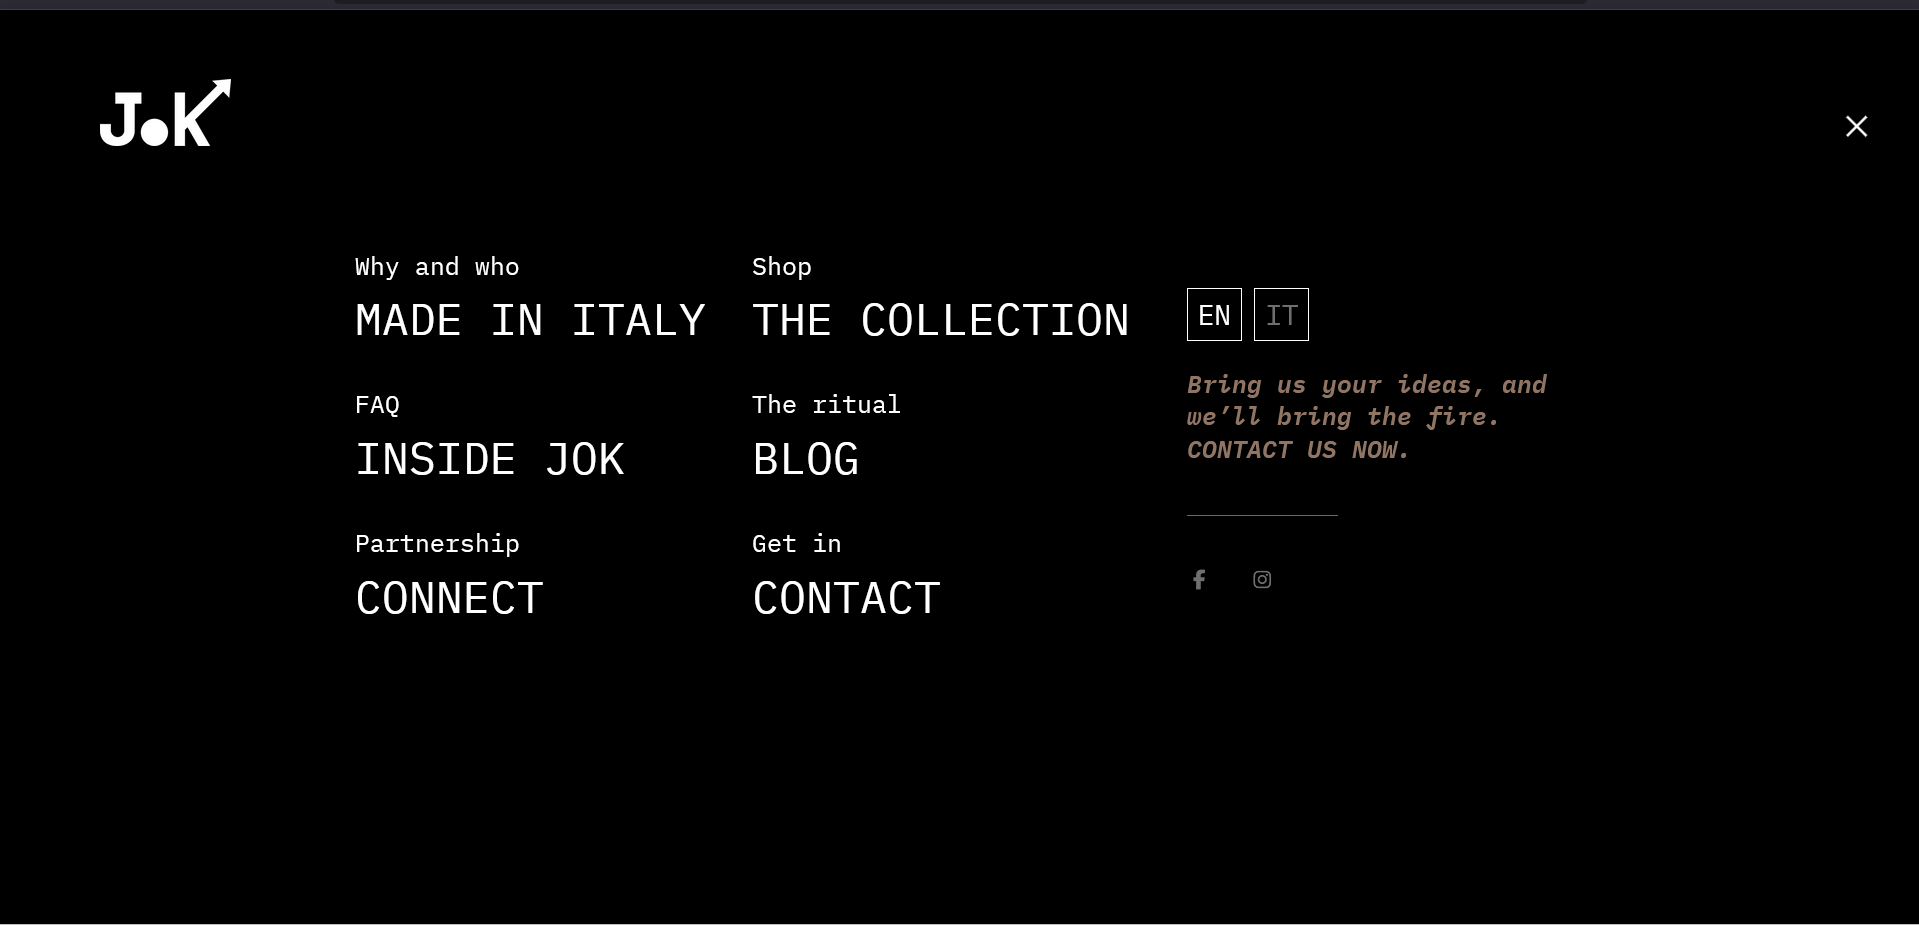 JoK
Why and who
MADE IN ITALY
FAQ
INSIDE JOK
Partnership
CONNECT
Shop
THE COLLECTION
The ritual
BLOG
Get in
CONTACT
EN IT
Bring us your ideas, and
we’ll bring the fire.
CONTACT US NOW.